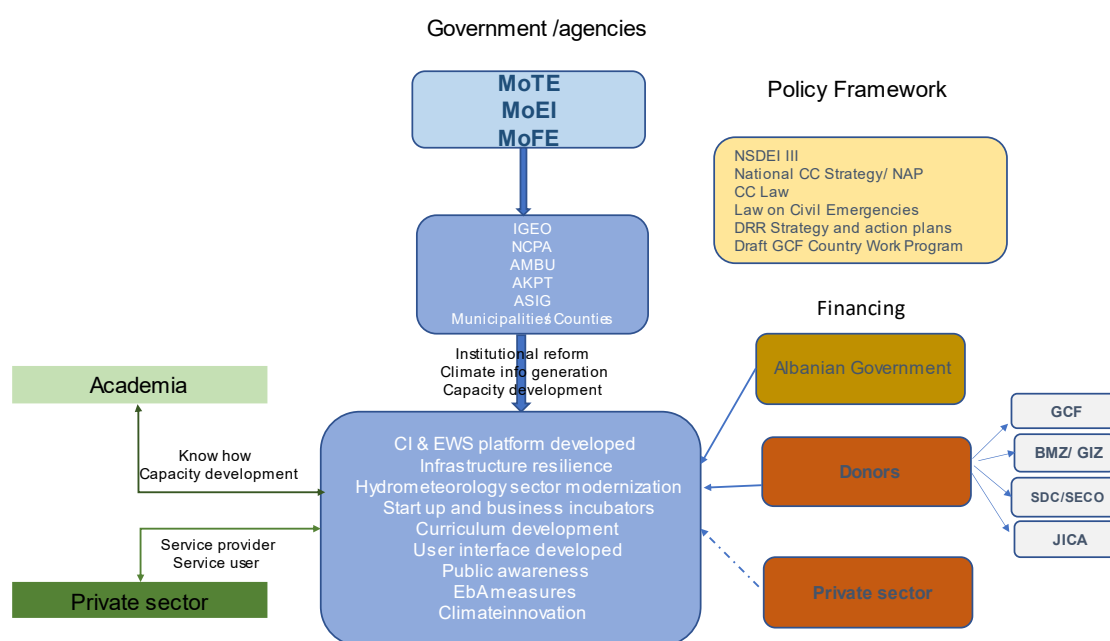 Government /agencies
MoTE
MoEI
MoFE
Policy Framework
NSDEI III
National CC Strategy/ NAP
CC Law
Law on Civil Emergencies
DRR Strategy and action plans
Draft GCF Country Work Program
IGEO
NCPA
AMBU
AKPT
ASIG
Municipalities/Counties
Institutional reform
Climate info generation
Capacity development
Financing
Albanian Government
Donors
Private sector
GCF
BMZ/ GIZ
SDC/SECO
JICA
Academia
Know how
Capacity development
Service provider
Service user
Private sector
CI & EWS platform developed
Infrastructure resilience
Hydrometeorology sector modernization
Start up and business incubators
Curriculum development
User interface developed
Public awareness
EbA measures
Climateinnovation